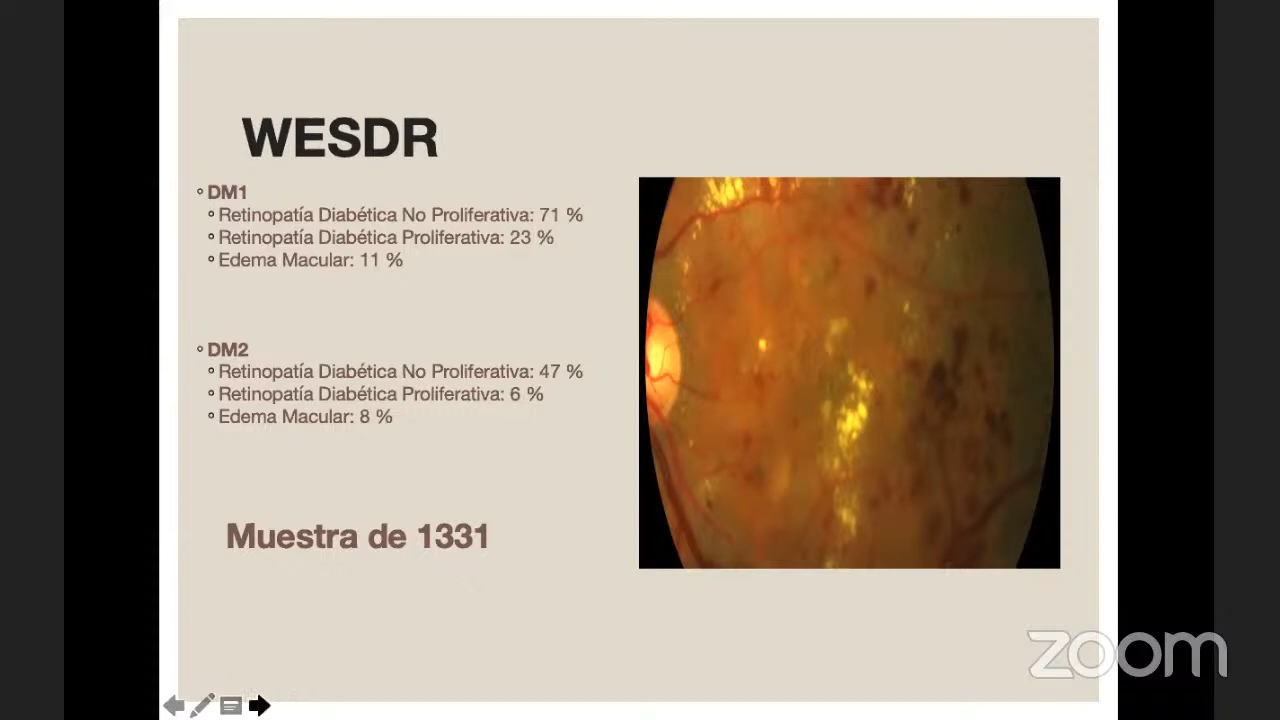 WESDR
DM1
Retinopatía Diabética No Proliferativa: 71 %
Retinopatía Diabética Proliferativa: 23 %
Edema Macular: 11 %
DM2
Retinopatía Diabética No Proliferativa: 47 %
Retinopatía Diabética Proliferativa: 6 %
Edema Macular: 8 %
Muestra de 1331
zoom